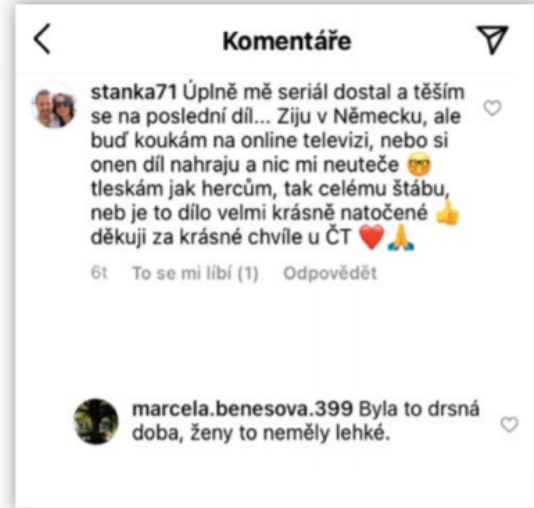 Komentáře
stanka71 Úplně mě seriál dostal a těším
se na poslední díl... Ziju v Německu, ale
buď koukám na online televizi, nebo si
onen díl nahraju a nic mi neuteče 🤓
tleskám jak hercům, tak celému štábu,
neb je to dílo velmi krásně natočené 👍
děkuji za krásné chvíle u ČT ❤️🙏
6t To se mi líbí (1) Odpovědět
marcela.benesova.399 Byla to drsná
doba, ženy to neměly lehké.